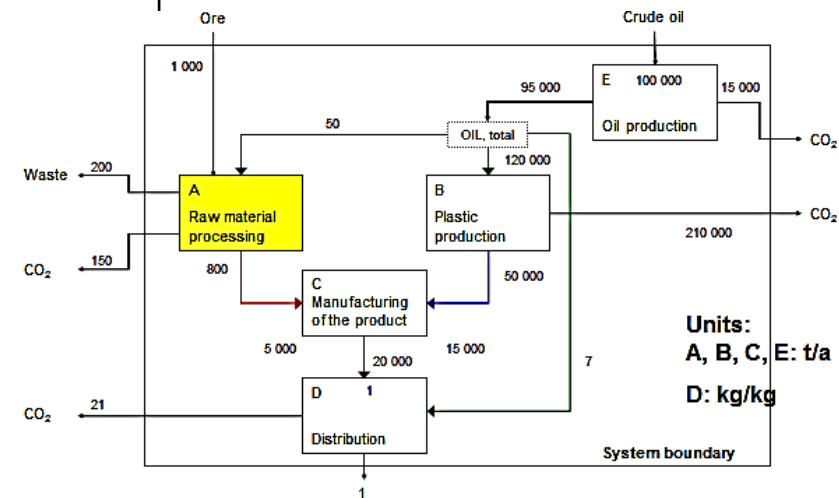 Ore
Crude oil
1 000
E 100 000
95 000
15 000
Oil production
50
OIL, total
CO2
120 000
Waste
200
A
Raw material
processing
B
Plastic
production
CO2
210 000
CO2
150
800
50 000
C
Manufacturing
of the product
Units:
A, B, C, E: t/a
5 000
20 000
15 000
7
D: kg/kg
D 1
CO2
21
Distribution
System boundary
1